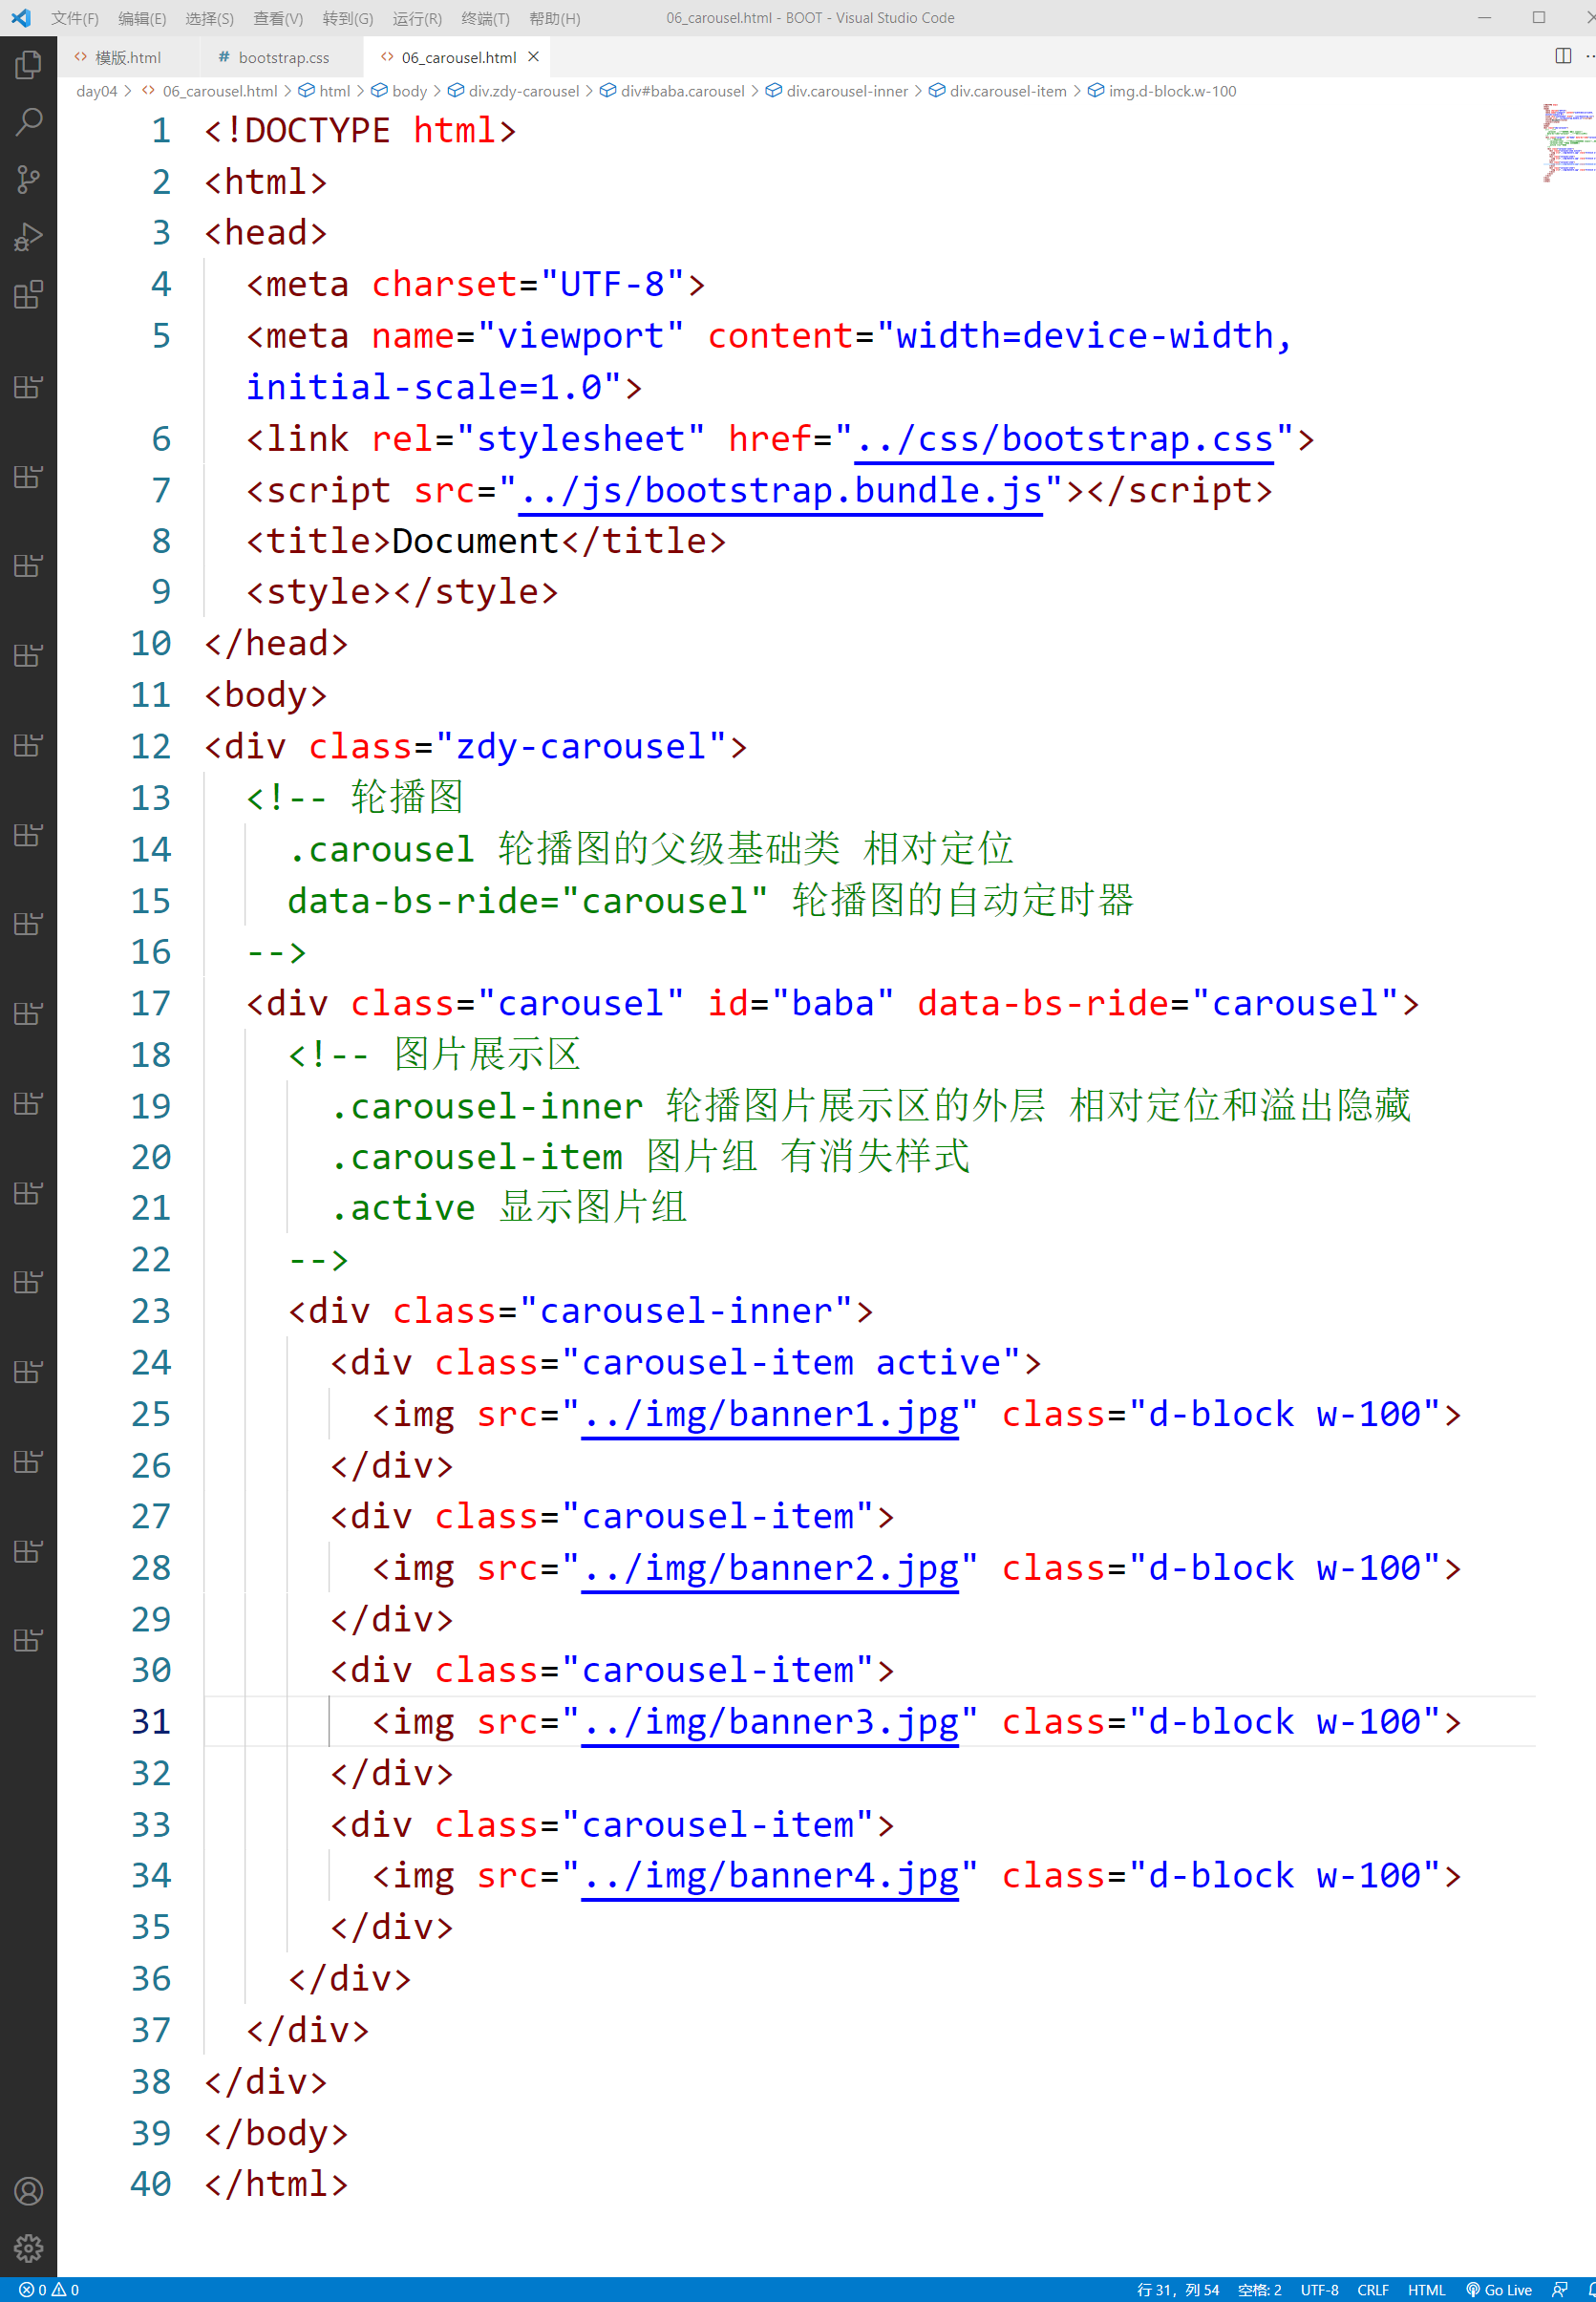 文件(F) 编辑(E) 选择(S) 查看(V) 转到(G) 运行(R) 终端(T) 帮助(H) 06_carousel.html - BOOT - Visual Studio Code
模版.html # bootstrap.css 06_carousel.html
day04 > 06_carousel.html > html > body > div.zdy-carousel > div#baba.carousel > div.carousel-inner > div.carousel-item > img.d-block.w-100
1 <!DOCTYPE html>
2 <html>
3 <head>
4 <meta charset="UTF-8">
5 <meta name="viewport" content="width=device-width,
initial-scale=1.0">
6 <link rel="stylesheet" href="../css/bootstrap.css">
7 <script src="../js/bootstrap.bundle.js"></script>
8 <title>Document</title>
9 <style></style>
10 </head>
11 <body>
12 <div class="zdy-carousel">
13 <!-- 轮播图
14 .carousel 轮播图的父级基础类 相对定位
15 data-bs-ride="carousel" 轮播图的自动定时器
16 -->
17 <div class="carousel" id="baba" data-bs-ride="carousel">
18 <!-- 图片展示区
19 .carousel-inner 轮播图片展示区的外层 相对定位和溢出隐藏
20 .carousel-item 图片组 有消失样式
21 .active 显示图片组
22 -->
23 <div class="carousel-inner">
24 <div class="carousel-item active">
25 <img src="../img/banner1.jpg" class="d-block w-100">
26 </div>
27 <div class="carousel-item">
28 <img src="../img/banner2.jpg" class="d-block w-100">
29 </div>
30 <div class="carousel-item">
31 <img src="../img/banner3.jpg" class="d-block w-100">
32 </div>
33 <div class="carousel-item">
34 <img src="../img/banner4.jpg" class="d-block w-100">
35 </div>
36 </div>
37 </div>
38 </div>
39 </body>
40 </html>
0 0 行 31，列 54 空格: 2 UTF-8 CRLF HTML Go Live